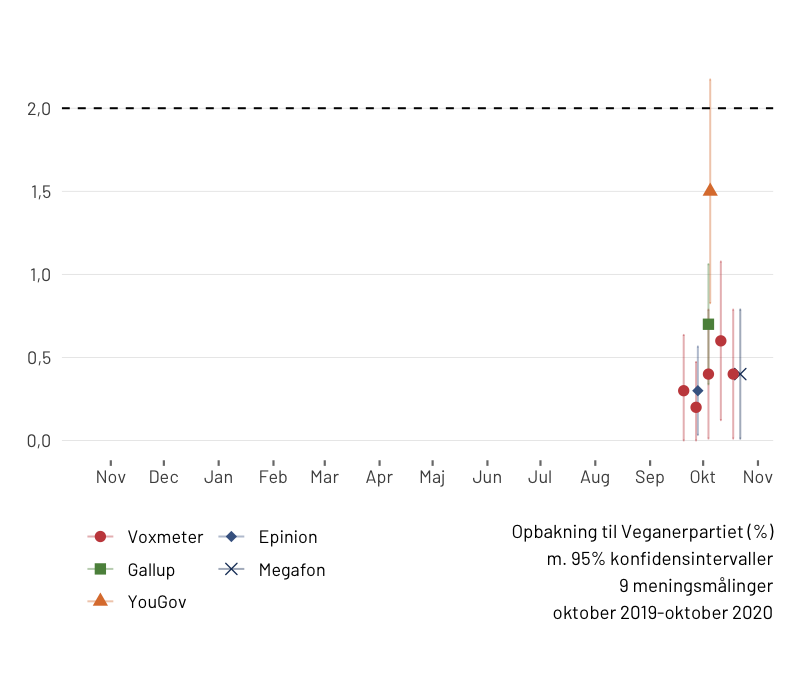 2,0
1,5
1,0
0,5
0,0
Nov Dec Jan Feb Mar Apr Maj Jun Jul Aug Sep Okt Nov
Voxmeter Epinion
Gallup Megafon
YouGov
Opbakning til Veganerpartiet (%)
m. 95% konfidensintervaller
9 meningsmålinger
oktober 2019-oktober 2020